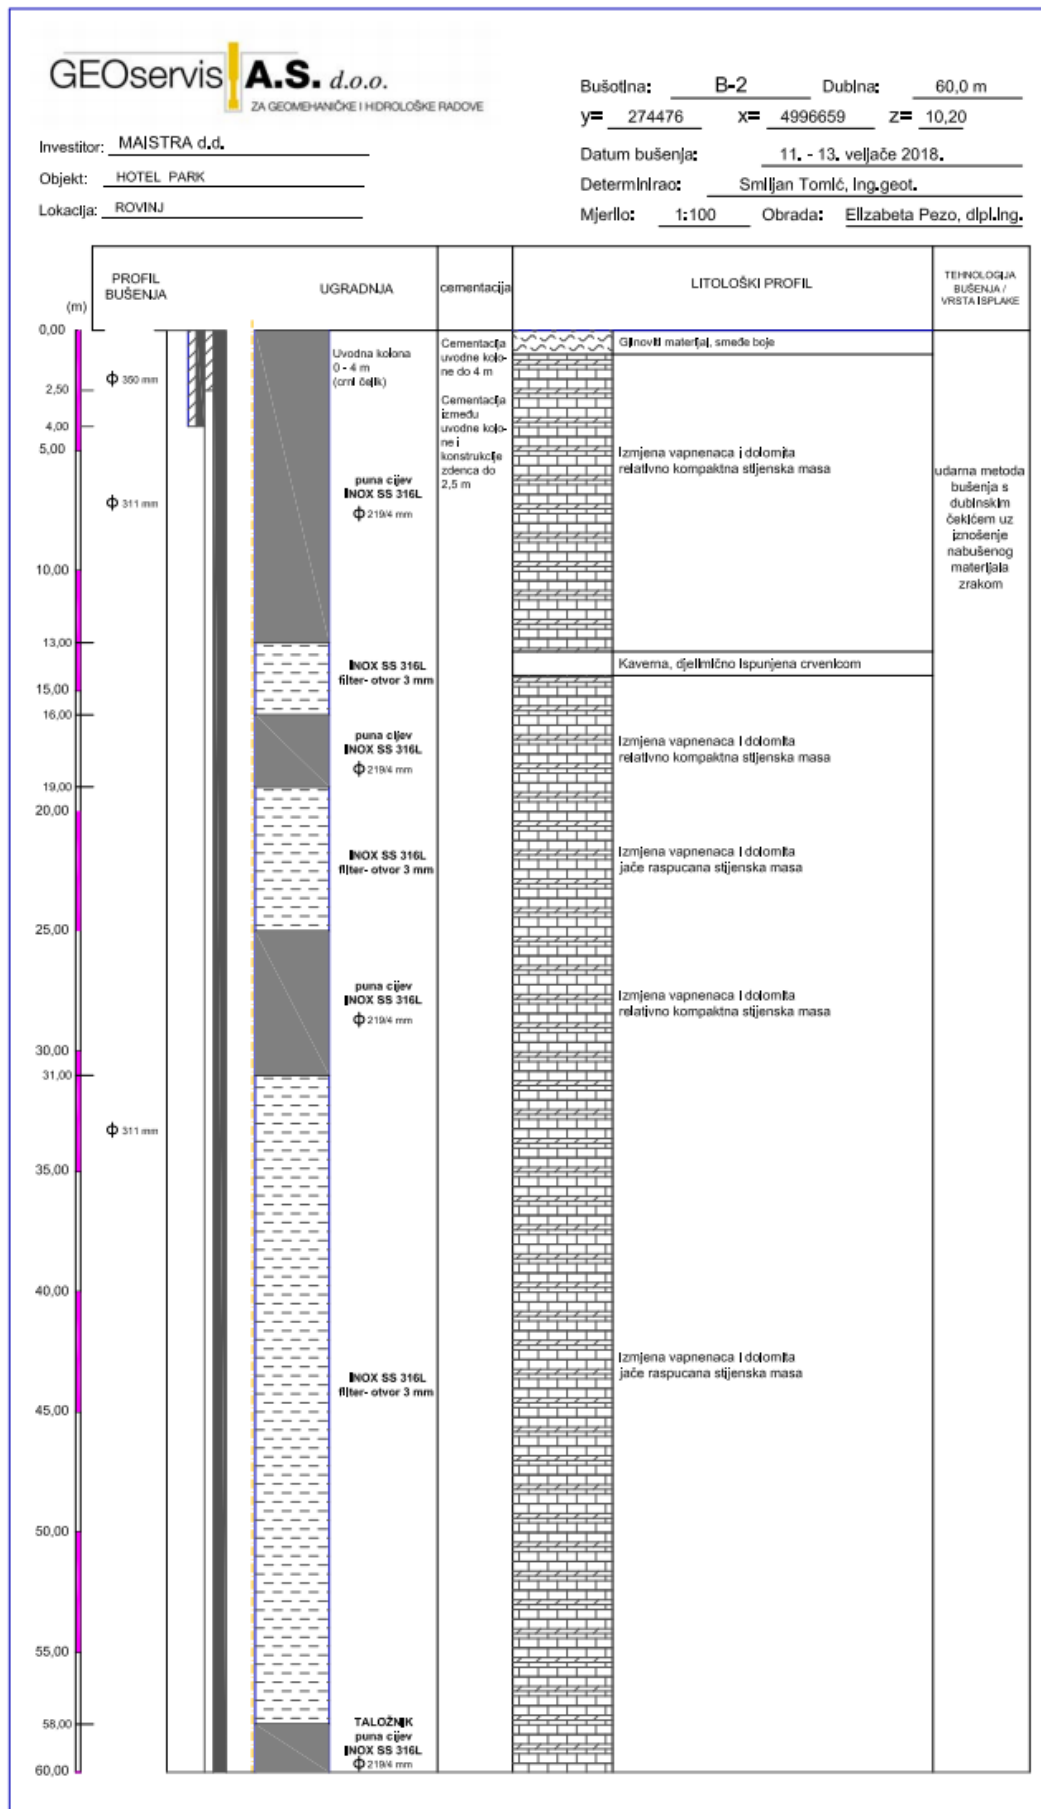 GEOservis A.S. d.o.o.
ZA GEOMEHANIČKE I HIDROLOŠKE RADOVE
Investitor: MAISTRA d.d.
Objekt: HOTEL PARK
Lokacija: ROVINJ
Bušotina: B-2 Dubina: 60,0 m
y= 274476 x= 4996659 z= 10,20
Datum bušenja: 11. - 13. veljače 2018.
Determinirao: Smiljan Tomić, ing.geot.
Mjerilo: 1:100 Obrada: Elizabeta Pezo, dipl.ing.
(m)
PROFIL
BUŠENJA
UGRADNJA
cementacija
LITOLOŠKI PROFIL
TEHNOLOGIJA
BUŠENJA /
VRSTA ISPLAKE
0,00
2,50
4,00
5,00
10,00
13,00
15,00
16,00
19,00
20,00
25,00
30,00
31,00
35,00
40,00
45,00
50,00
55,00
58,00
60,00
ϕ 350 mm
ϕ 311 mm
ϕ 311 mm
Uvodna kolona
0 - 4 m
(crni čelik)
puna cijev
INOX SS 316L
ϕ 219/4 mm
INOX SS 316L
filter- otvor 3 mm
puna cijev
INOX SS 316L
ϕ 219/4 mm
INOX SS 316L
filter- otvor 3 mm
puna cijev
INOX SS 316L
ϕ 219/4 mm
INOX SS 316L
filter- otvor 3 mm
TALOŽNIK
puna cijev
INOX SS 316L
ϕ 219/4 mm
Cementacija
uvodne kolo-
ne do 4 m
Cementacija
između
uvodne kolo-
ne i
konstrukcije
zdenca do
2,5 m
Glinoviti materijal, smeđe boje
Izmjena vapnenaca i dolomita
relativno kompaktna stijenska masa
Kaverna, djelimično ispunjena crvenicom
Izmjena vapnenaca i dolomita
relativno kompaktna stijenska masa
Izmjena vapnenaca i dolomita
jače raspucana stijenska masa
Izmjena vapnenaca i dolomita
relativno kompaktna stijenska masa
Izmjena vapnenaca i dolomita
jače raspucana stijenska masa
udarna metoda
bušenja s
dubinskim
čekićem uz
iznošenje
nabušenog
materijala
zrakom